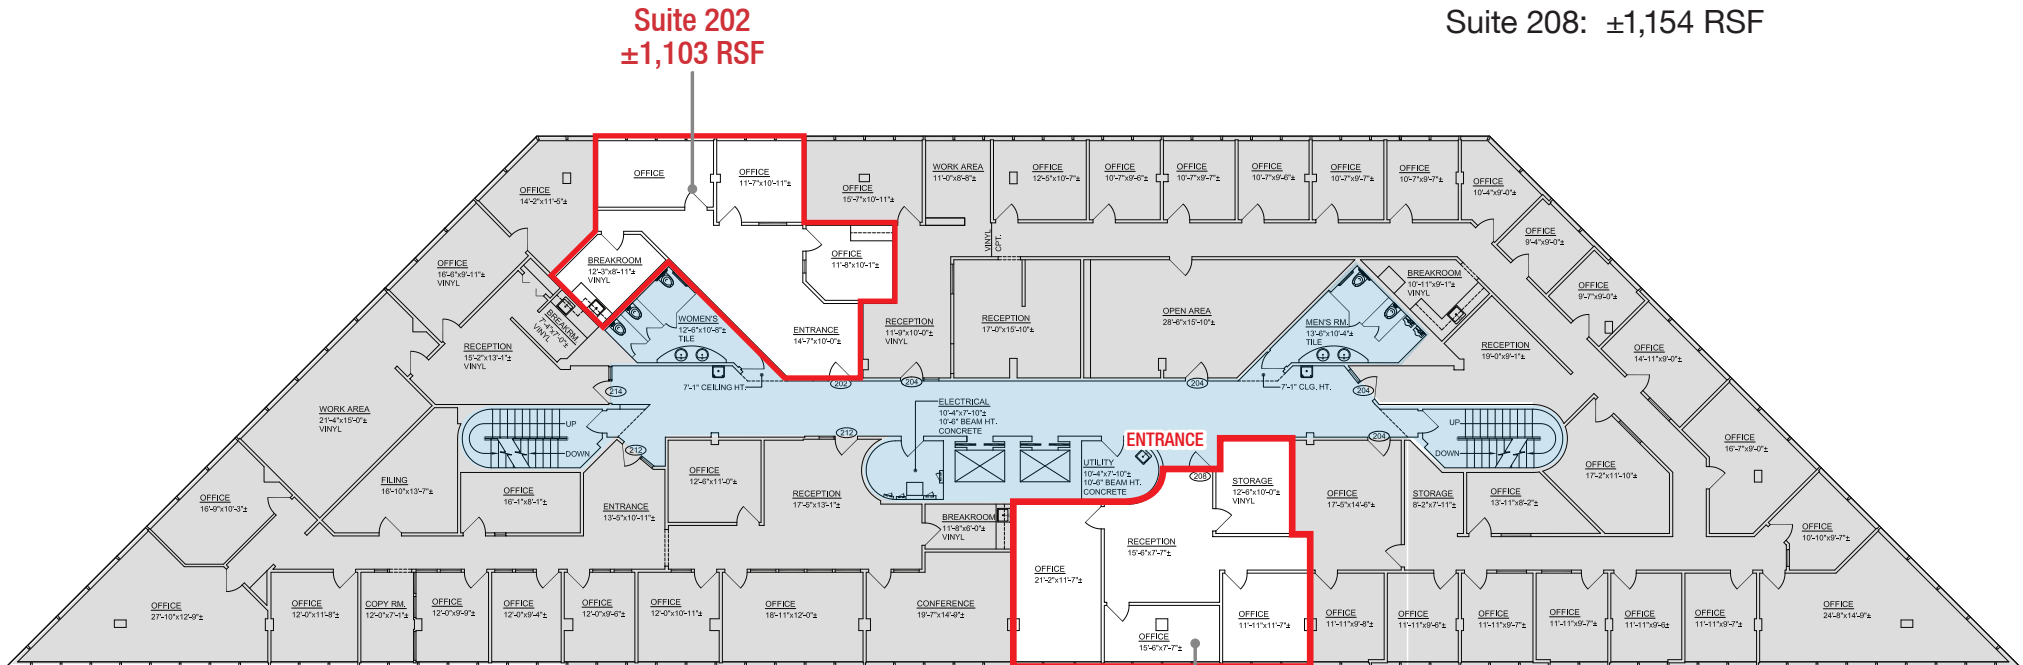 Suite 202
±1,103 RSF
Suite 208: ±1,154 RSF
OFFICE
14'-2"x11'-5"±
OFFICE
OFFICE
11'-7"x10'-11"±
OFFICE
15'-7"x10'-11"±
WORK AREA
11'-0"x8'-8"±
OFFICE
12'-5"x10'-7"±
OFFICE
10'-7"x9'-6"±
OFFICE
10'-7"x9'-7"±
OFFICE
10'-7"x9'-6"±
OFFICE
10'-7"x9'-7"±
OFFICE
10'-7"x9'-7"±
OFFICE
10'-4"x9'-0"±
OFFICE
9'-4"x9'-0"±
OFFICE
9'-7"x9'-0"±
OFFICE
14'-11"x9'-0"±
OFFICE
16'-7"x9'-0"±
OFFICE
16'-6"x9'-11"±
VINYL
BREAKROOM
12'-3"x8'-11"±
VINYL
OFFICE
11'-8"x10'-1"±
VINYL
CPT.
BREAKRM.
7'-4"x7'-0"±
VINYL
WOMEN'S
12'-6"x10'-8"±
TILE
ENTRANCE
14'-7"x10'-0"±
RECEPTION
11'-9"x10'-0"±
VINYL
RECEPTION
17'-0"x15'-10"±
OPEN AREA
28'-6"x15'-10"±
MEN'S RM.
13'-6"x10'-4"±
TILE
BREAKROOM
10'-11"x9'-1"±
VINYL
RECEPTION
19'-0"x9'-1"±
RECEPTION
15'-2"x13'-1"±
VINYL
7'-1" CEILING HT.
7'-1" CLG. HT.
214
202
204
204
204
WORK AREA
21'-4"x15'-0"±
VINYL
UP
DOWN
212
212
ELECTRICAL
10'-4"x7'-10"±
10'-6" BEAM HT.
CONCRETE
ENTRANCE
UTILITY
10'-4"x7'-10"±
10'-6" BEAM HT.
CONCRETE
208
204
UP
DOWN
OFFICE
17'-2"x11'-10"±
FILING
16'-10"x13'-7"±
OFFICE
16'-1"x8'-1"±
OFFICE
12'-6"x11'-0"±
RECEPTION
17'-5"x13'-1"±
STORAGE
12'-6"x10'-0"±
VINYL
OFFICE
17'-5"x14'-6"±
STORAGE
8'-2"x7'-11"±
OFFICE
13'-11"x8'-2"±
OFFICE
16'-9"x10'-3"±
ENTRANCE
13'-5"x10'-11"±
BREAKROOM
11'-8"x6'-0"±
VINYL
RECEPTION
15'-6"x7'-7"±
OFFICE
10'-10"x9'-7"±
OFFICE
21'-2"x11'-7"±
OFFICE
27'-10"x12'-9"±
OFFICE
12'-0"x11'-8"±
COPY RM.
12'-0"x7'-1"±
OFFICE
12'-0"x9'-9"±
OFFICE
12'-0"x9'-4"±
OFFICE
12'-0"x9'-6"±
OFFICE
12'-0"x10'-11"±
OFFICE
18'-11"x12'-0"±
CONFERENCE
19'-7"x14'-8"±
OFFICE
15'-6"x7'-7"±
OFFICE
11'-11"x11'-7"±
OFFICE
11'-11"x9'-8"±
OFFICE
11'-11"x9'-6"±
OFFICE
11'-11"x9'-7"±
OFFICE
11'-11"x9'-7"±
OFFICE
11'-11"x9'-6±
OFFICE
11'-11"x9'-7"±
OFFICE
24'-8"x14'-9"±